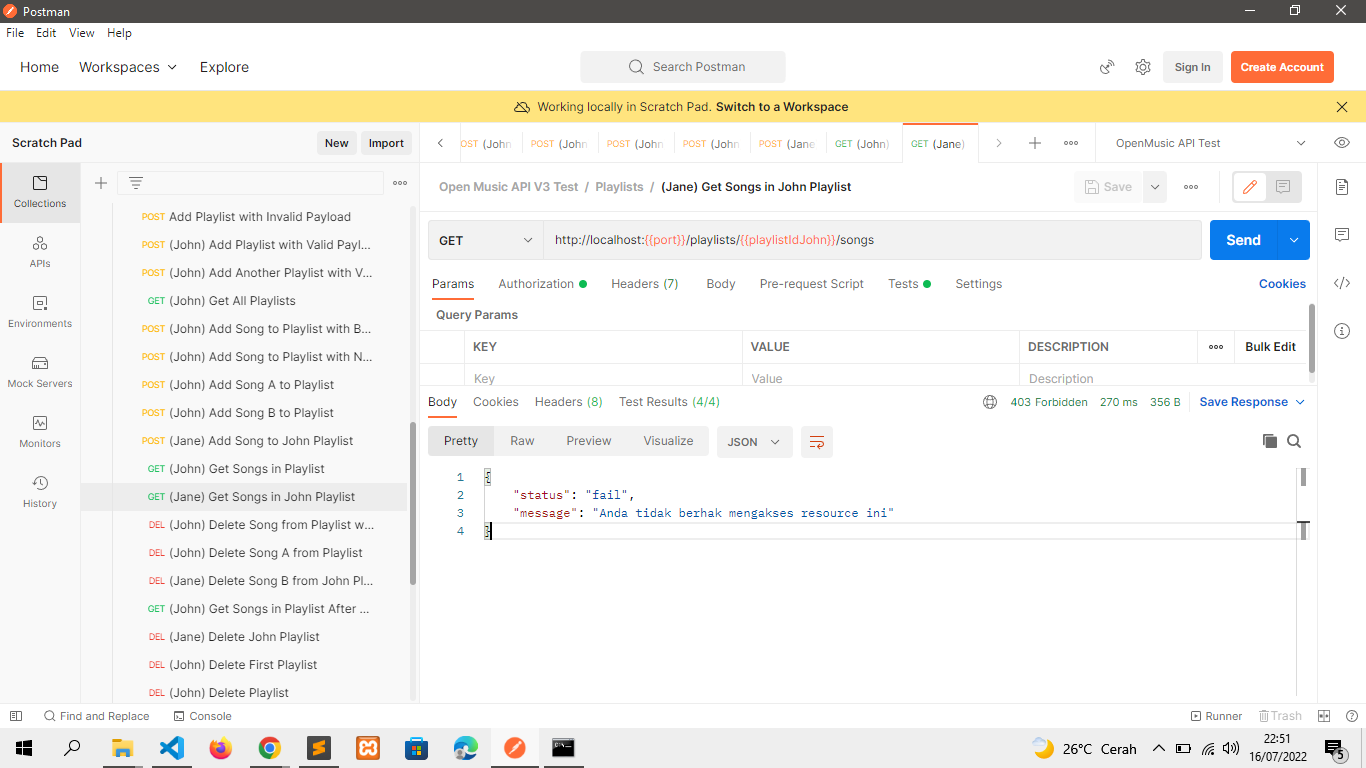 Postman
File Edit View Help
Home Workspaces Explore
Search Postman
Sign In
Create Account
Working locally in Scratch Pad. Switch to a Workspace
Scratch Pad
New
Import
OST (John
POST (John
POST (John
POST (John
POST (Jane
GET (John)
GET (Jane)
OpenMusic API Test
Collections
APIs
Environments
Mock Servers
Monitors
History
POST Add Playlist with Invalid Payload
POST (John) Add Playlist with Valid Payl...
POST (John) Add Another Playlist with V...
GET (John) Get All Playlists
POST (John) Add Song to Playlist with B...
POST (John) Add Song to Playlist with N...
POST (John) Add Song A to Playlist
POST (John) Add Song B to Playlist
POST (Jane) Add Song to John Playlist
GET (John) Get Songs in Playlist
GET (Jane) Get Songs in John Playlist
DEL (John) Delete Song from Playlist w...
DEL (John) Delete Song A from Playlist
DEL (Jane) Delete Song B from John Pl...
GET (John) Get Songs in Playlist After ...
DEL (Jane) Delete John Playlist
DEL (John) Delete First Playlist
DEL (John) Delete Playlist
Open Music API V3 Test / Playlists / (Jane) Get Songs in John Playlist
Save
GET
http://localhost:{{port}}/playlists/{{playlistIdJohn}}/songs
Send
Params Authorization Headers (7) Body Pre-request Script Tests Settings
Cookies
Query Params
KEY VALUE DESCRIPTION
Bulk Edit
Key Value Description
Body Cookies Headers (8) Test Results (4/4)
403 Forbidden 270 ms 356 B
Save Response
Pretty Raw Preview Visualize
JSON
1 {
2 "status": "fail",
3 "message": "Anda tidak berhak mengakses resource ini"
4 }
Find and Replace
Console
Runner
Trash
26°C Cerah
22:51
16/07/2022
5